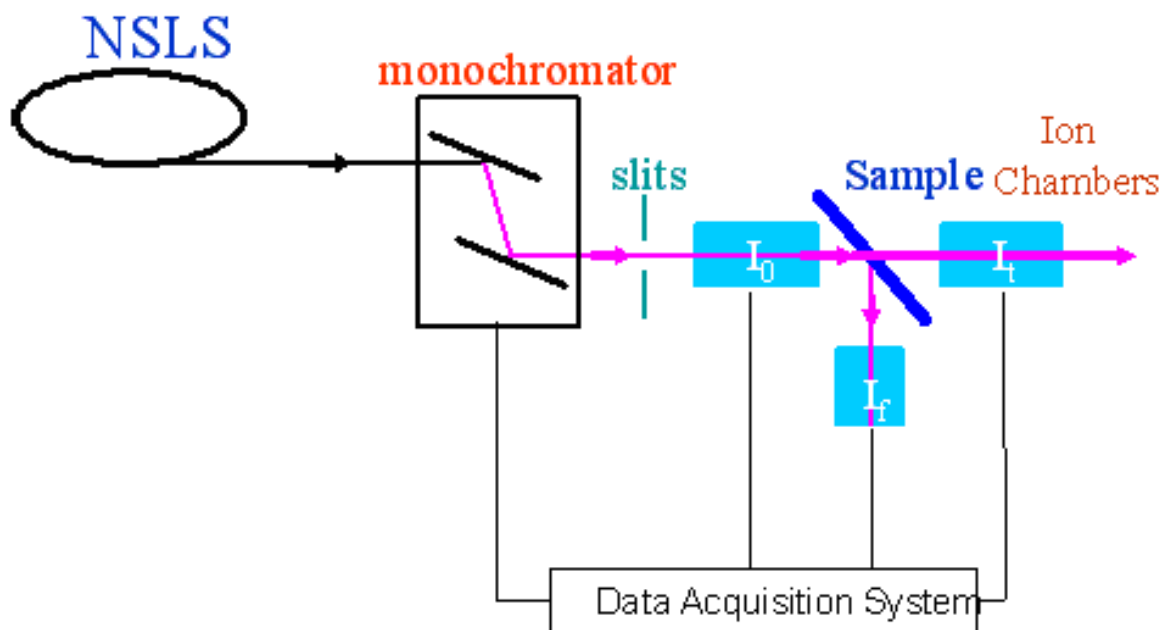 NSLS
monochromator
Ion
Chambers
slits
Sample
I0
It
If
Data Acquisition System